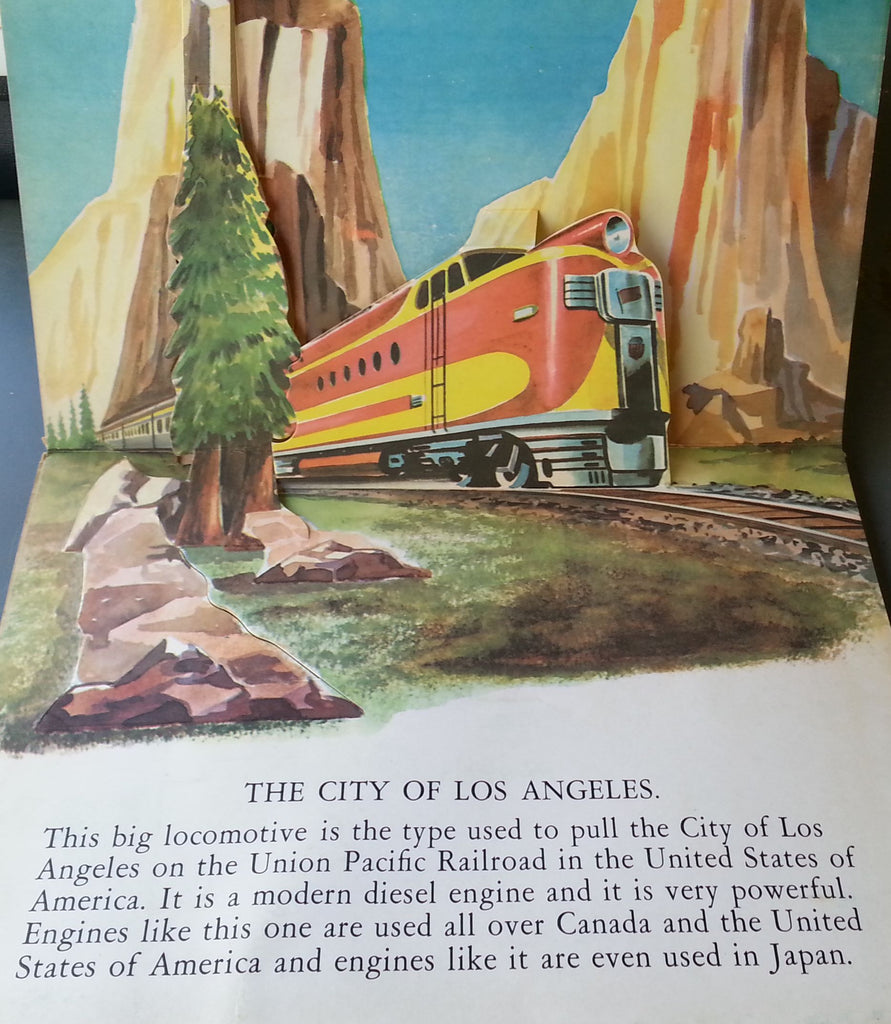 THE CITY OF LOS ANGELES.
This big locomotive is the type used to pull the City of Los
Angeles on the Union Pacific Railroad in the United States of
America. It is a modern diesel engine and it is very powerful.
Engines like this one are used all over Canada and the United
States of America and engines like it are even used in Japan.